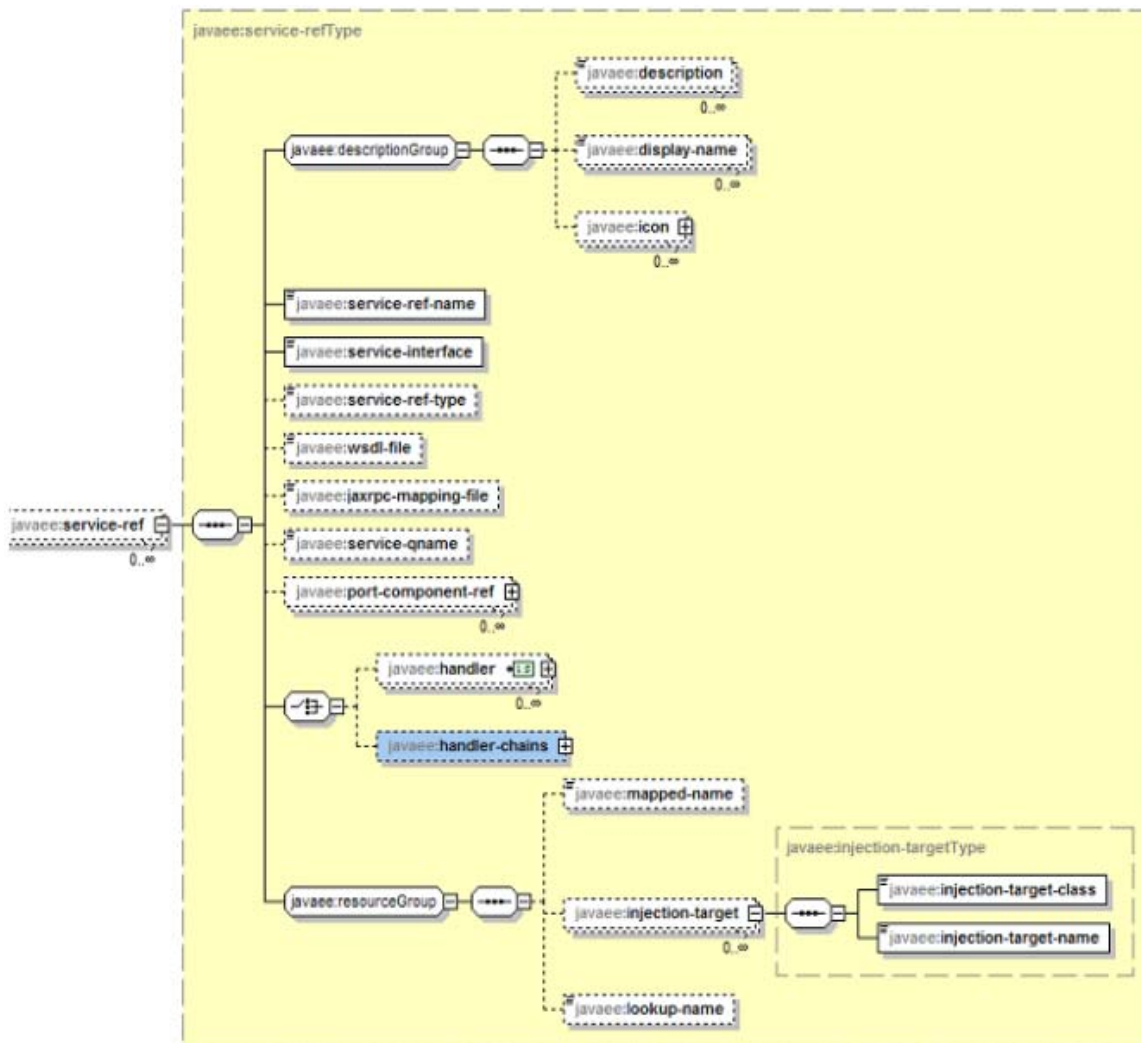 javaee:service-refType
javaee:description
0..∞
javaee:descriptionGroup
javaee:display-name
0..∞
javaee:icon
0..∞
javaee:service-ref-name
javaee:service-interface
javaee:service-ref-type
javaee:wsdl-file
javaee:jaxrpc-mapping-file
javaee:service-ref
0..∞
javaee:service-qname
javaee:port-component-ref
0..∞
javaee:handler
0..∞
javaee:handler-chains
javaee:mapped-name
javaee:injection-targetType
javaee:resourceGroup
javaee:injection-target
0..∞
javaee:injection-target-class
javaee:injection-target-name
javaee:lookup-name